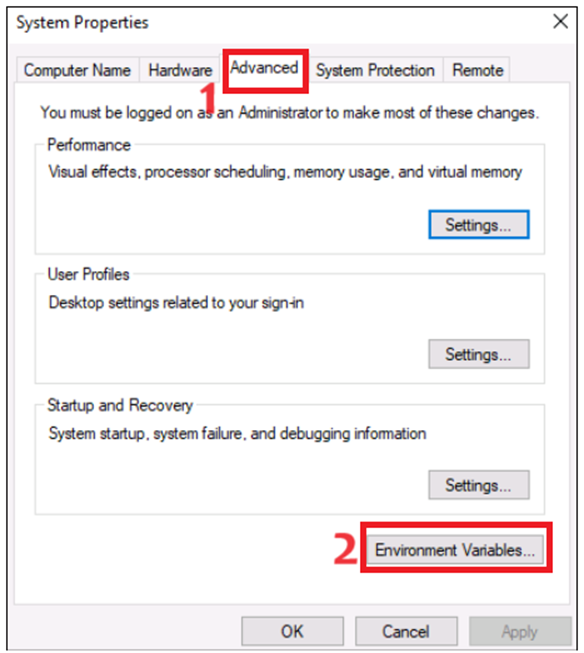 System Properties
Computer Name Hardware Advanced System Protection Remote
1
You must be logged on as an Administrator to make most of these changes.
Performance
Visual effects, processor scheduling, memory usage, and virtual memory
Settings...
User Profiles
Desktop settings related to your sign-in
Settings...
Startup and Recovery
System startup, system failure, and debugging information
Settings...
2 Environment Variables...
OK Cancel Apply